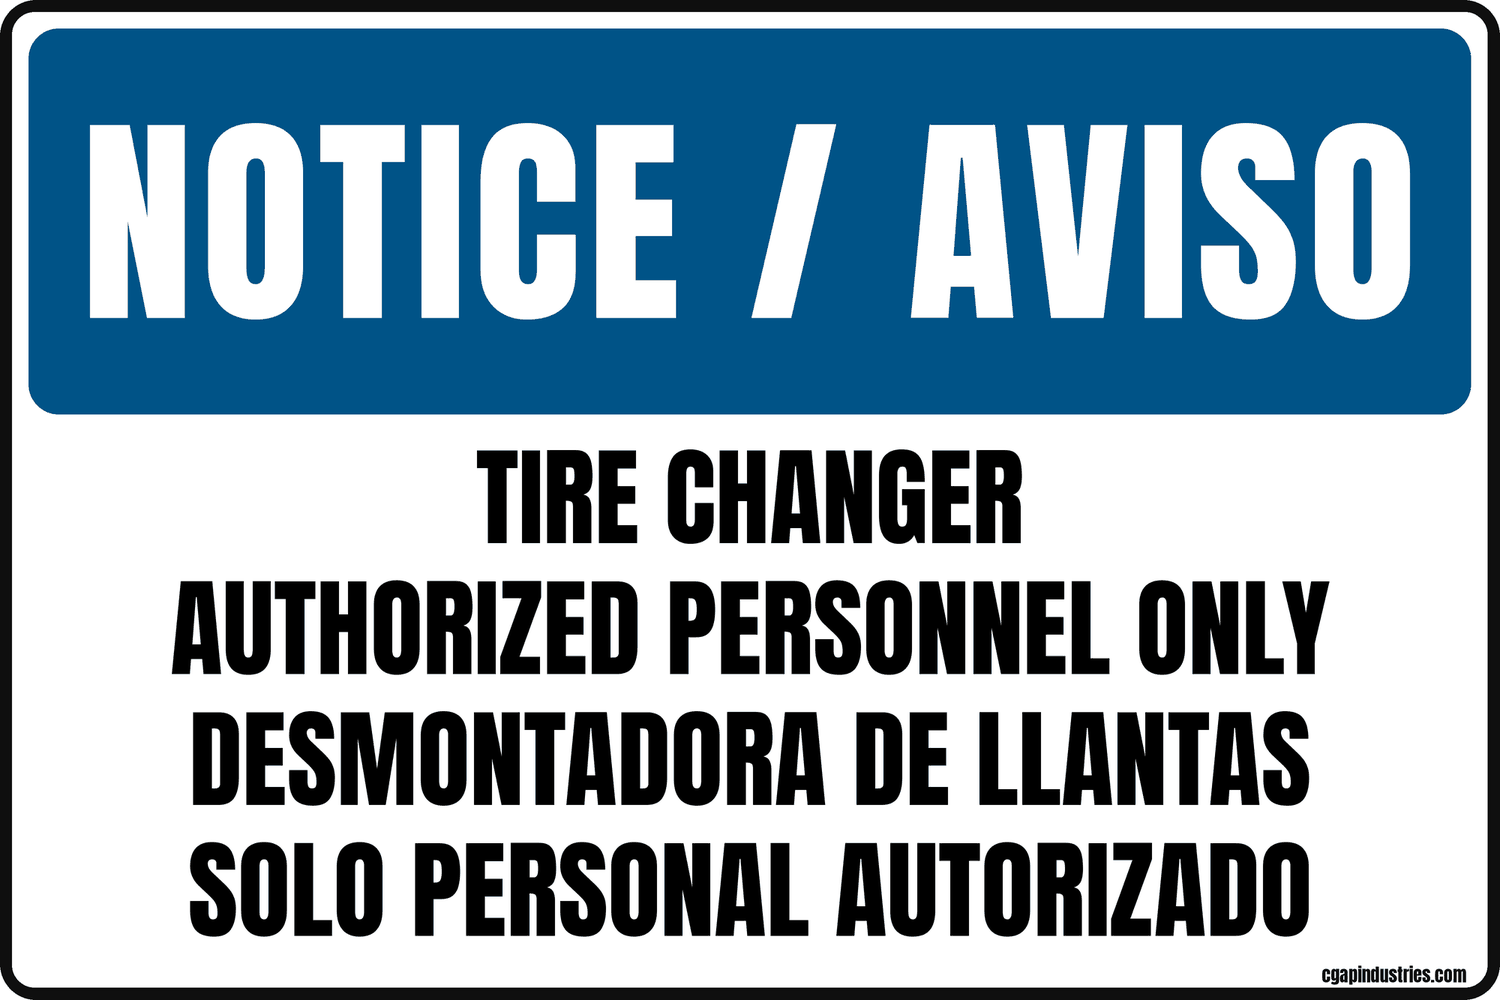 NOTICE / AVISO
TIRE CHANGER
AUTHORIZED PERSONNEL ONLY
DESMONTADORA DE LLANTAS
SOLO PERSONAL AUTORIZADO
cgapindustries.com